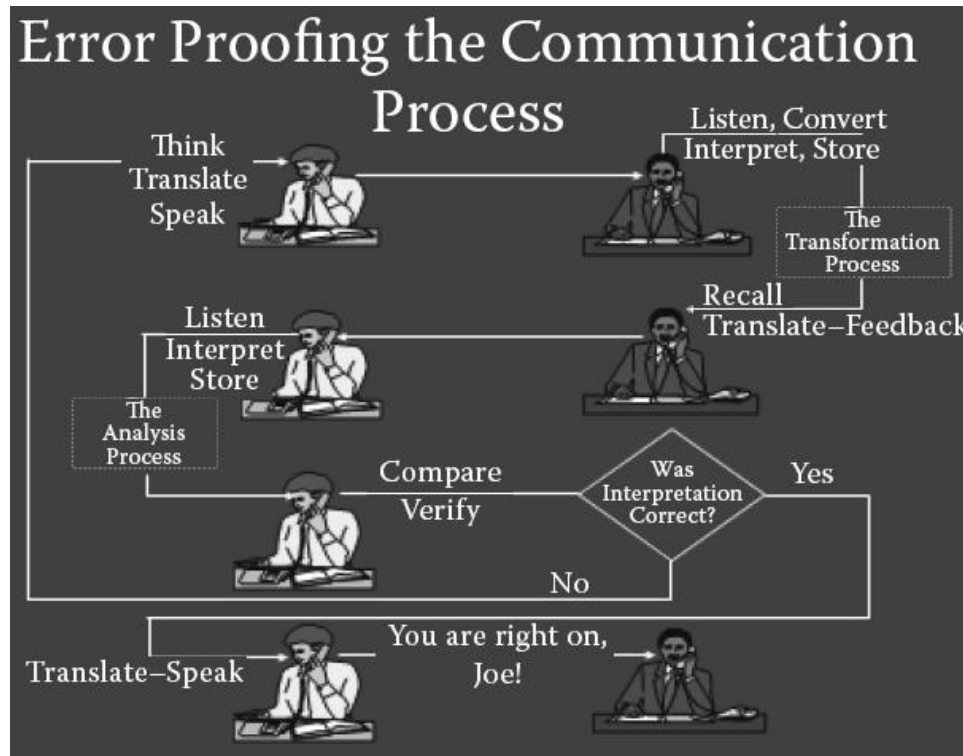 Error Proofing the Communication
Process
Think
Translate
Speak
Listen, Convert
Interpret, Store
The
Transformation
Process
Recall
Translate–Feedback
Listen
Interpret
Store
The
Analysis
Process
Compare
Verify
Was
Interpretation
Correct?
Yes
No
Translate–Speak
You are right on,
Joe!